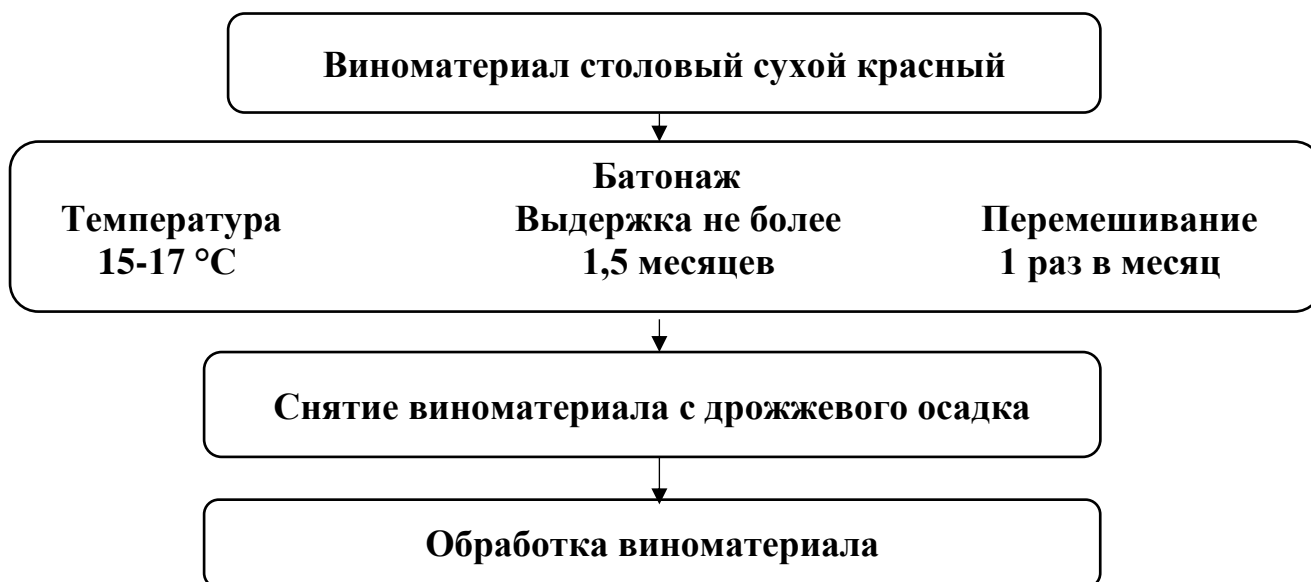 Виноматериал столовый сухой красный
Батонаж
Температура Выдержка не более Перемешивание
15-17 °С 1,5 месяцев 1 раз в месяц
Снятие виноматериала с дрожжевого осадка
Обработка виноматериала